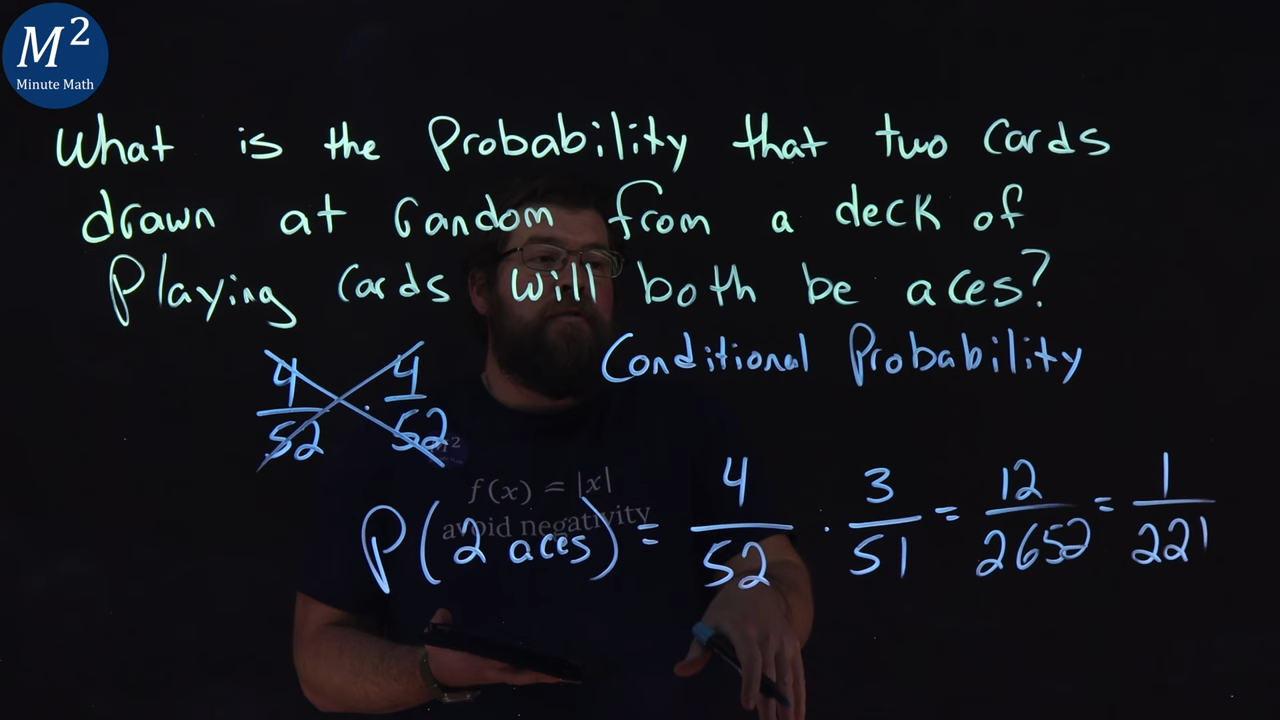 M²
Minute Math
What is the Probability that two cards
drawn at random from a deck of
Playing cards will both be aces?
Conditional Probability
4/52 · 4/52
M²
f(x) = |x|
avoid negativity
P(2 aces) = 4/52 · 3/51 = 12/2652 = 1/221